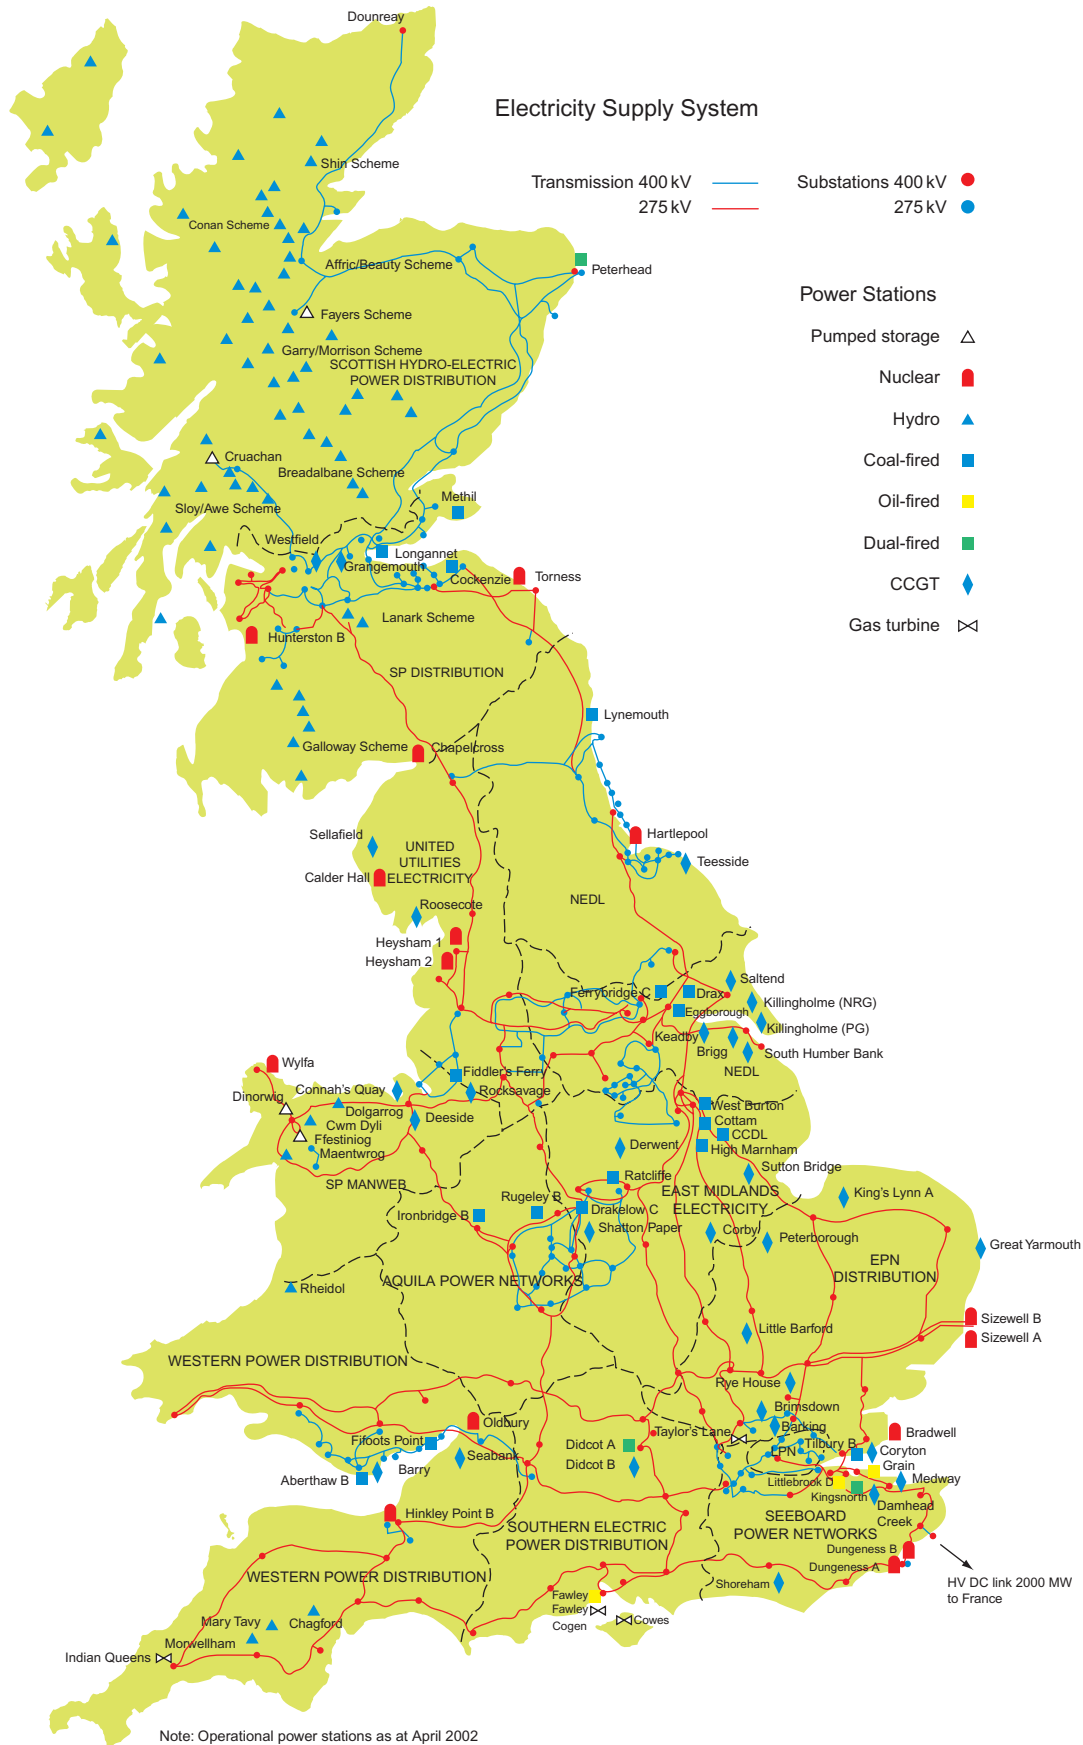 Dounreay
Electricity Supply System
Transmission 400 kV
275 kV
Substations 400 kV
275 kV
Power Stations
Pumped storage
Nuclear
Hydro
Coal-fired
Oil-fired
Dual-fired
CCGT
Gas turbine
Shin Scheme
Conan Scheme
Affric/Beauty Scheme
Peterhead
Fayers Scheme
Garry/Morrison Scheme
SCOTTISH HYDRO-ELECTRIC
POWER DISTRIBUTION
Cruachan
Breadalbane Scheme
Sloy/Awe Scheme
Methil
Westfield
Longannet
Grangemouth
Cockenzie
Torness
Lanark Scheme
Hunterston B
SP DISTRIBUTION
Lynemouth
Galloway Scheme
Chapelcross
Sellafield
UNITED
UTILITIES
ELECTRICITY
Calder Hall
Hartlepool
Teesside
Roosecote
NEDL
Heysham 1
Heysham 2
Ferrybridge C
Drax
Saltend
Eggborough
Killingholme (NRG)
Keadby
Killingholme (PG)
Brigg
South Humber Bank
NEDL
Wylfa
Fiddler's Ferry
Dinorwig
Connah's Quay
Rocksavage
Dolgarrog
Deeside
Cwm Dyli
Ffestiniog
Maentwrog
West Burton
Cottam
CCDL
High Marnham
Derwent
Sutton Bridge
SP MANWEB
Ratcliffe
EAST MIDLANDS
ELECTRICITY
King's Lynn A
Rugeley B
Ironbridge B
Drakelow C
Shatton Paper
Corby
Peterborough
Great Yarmouth
EPN
DISTRIBUTION
AQUILA POWER NETWORKS
Rheidol
Sizewell B
Sizewell A
Little Barford
WESTERN POWER DISTRIBUTION
Rye House
Brimsdown
Oldbury
Taylor's Lane
Barking
Bradwell
Fifoots Point
Didcot A
LPN
Tilbury B
Coryton
Seabank
Didcot B
Grain
Aberthaw B
Barry
Littlebrook D
Medway
Kingsnorth
Damhead
Creek
Hinkley Point B
SOUTHERN ELECTRIC
POWER DISTRIBUTION
SEEBOARD
POWER NETWORKS
Dungeness B
Dungeness A
WESTERN POWER DISTRIBUTION
Shoreham
HV DC link 2000 MW
to France
Fawley
Fawley
Cogen
Cowes
Mary Tavy
Chagford
Morwellham
Indian Queens
Note: Operational power stations as at April 2002